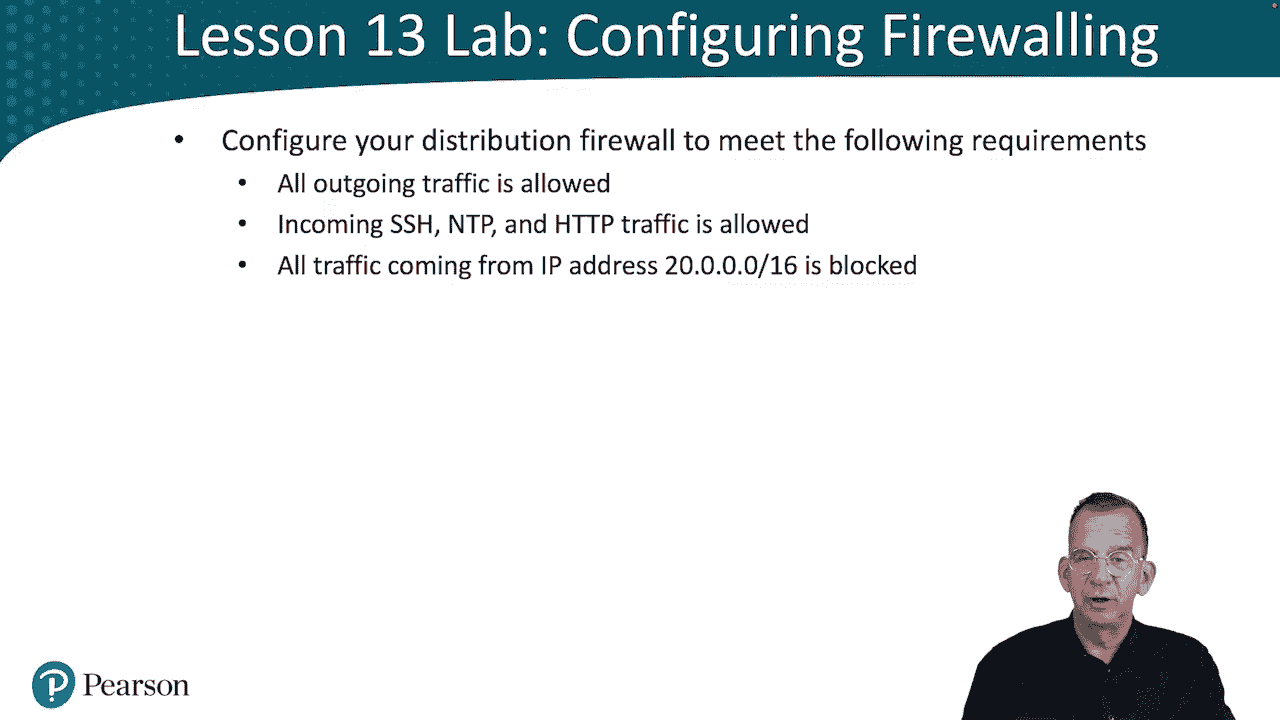 Lesson 13 Lab: Configuring Firewalling
• Configure your distribution firewall to meet the following requirements
• All outgoing traffic is allowed
• Incoming SSH, NTP, and HTTP traffic is allowed
• All traffic coming from IP address 20.0.0.0/16 is blocked
Pearson